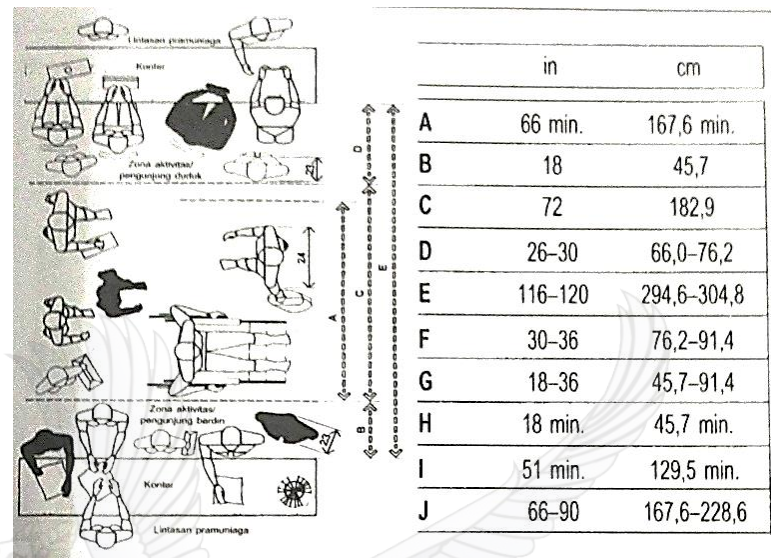 Lintasan pramuniaga
Konter
Zona aktivitas/
pengunjung duduk
23
D
24
A
C
E
Zona aktivitas/
pengunjung berdiri
23
B
Konter
Lintasan pramuniaga
in cm
A 66 min. 167,6 min.
B 18 45,7
C 72 182,9
D 26–30 66,0–76,2
E 116–120 294,6–304,8
F 30–36 76,2–91,4
G 18–36 45,7–91,4
H 18 min. 45,7 min.
I 51 min. 129,5 min.
J 66–90 167,6–228,6